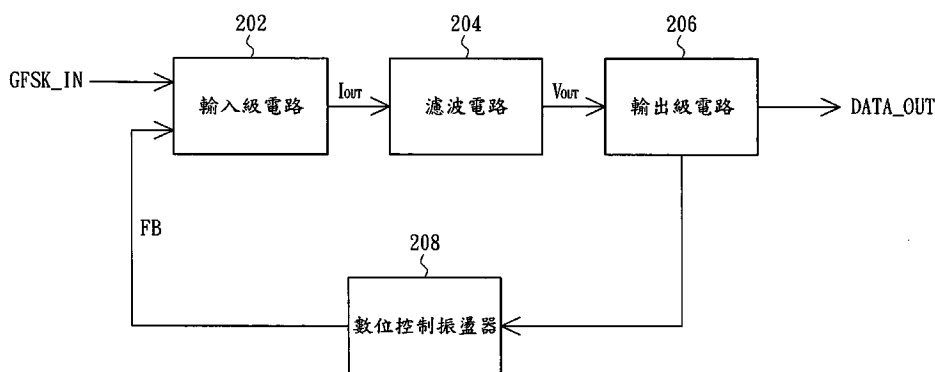 202
204
206
GFSK_IN
輸入級電路
IOUT
濾波電路
VOUT
輸出級電路
DATA_OUT
FB
208
數位控制振盪器